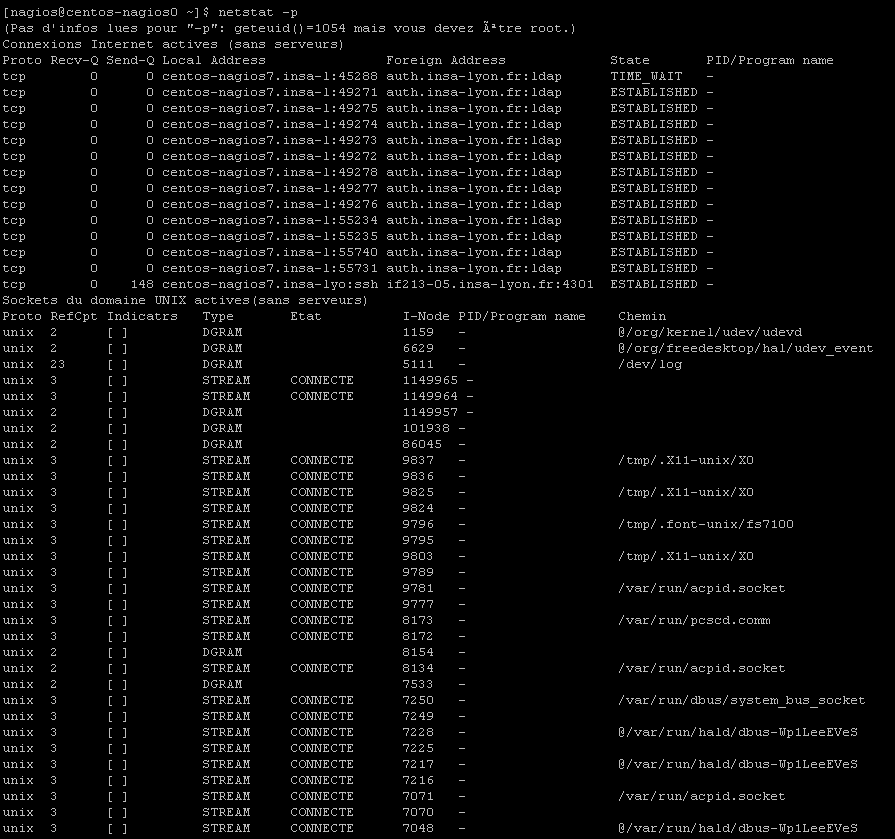 [nagios@centos-nagios0 ~]$ netstat -p
(Pas d'infos lues pour "-p": geteuid()=1054 mais vous devez Ãªtre root.)
Connexions Internet actives (sans serveurs)
Proto Recv-Q Send-Q Local Address               Foreign Address             State       PID/Program name
tcp        0      0 centos-nagios7.insa-l:45288 auth.insa-lyon.fr:ldap      TIME_WAIT   -
tcp        0      0 centos-nagios7.insa-l:49271 auth.insa-lyon.fr:ldap      ESTABLISHED -
tcp        0      0 centos-nagios7.insa-l:49275 auth.insa-lyon.fr:ldap      ESTABLISHED -
tcp        0      0 centos-nagios7.insa-l:49274 auth.insa-lyon.fr:ldap      ESTABLISHED -
tcp        0      0 centos-nagios7.insa-l:49273 auth.insa-lyon.fr:ldap      ESTABLISHED -
tcp        0      0 centos-nagios7.insa-l:49272 auth.insa-lyon.fr:ldap      ESTABLISHED -
tcp        0      0 centos-nagios7.insa-l:49278 auth.insa-lyon.fr:ldap      ESTABLISHED -
tcp        0      0 centos-nagios7.insa-l:49277 auth.insa-lyon.fr:ldap      ESTABLISHED -
tcp        0      0 centos-nagios7.insa-l:49276 auth.insa-lyon.fr:ldap      ESTABLISHED -
tcp        0      0 centos-nagios7.insa-l:55234 auth.insa-lyon.fr:ldap      ESTABLISHED -
tcp        0      0 centos-nagios7.insa-l:55235 auth.insa-lyon.fr:ldap      ESTABLISHED -
tcp        0      0 centos-nagios7.insa-l:55740 auth.insa-lyon.fr:ldap      ESTABLISHED -
tcp        0      0 centos-nagios7.insa-l:55731 auth.insa-lyon.fr:ldap      ESTABLISHED -
tcp        0    148 centos-nagios7.insa-lyo:ssh if213-05.insa-lyon.fr:4301  ESTABLISHED -
Sockets du domaine UNIX actives(sans serveurs)
Proto RefCpt Indicatrs   Type       Etat          I-Node PID/Program name    Chemin
unix  2      [ ]         DGRAM                    1159   -                   @/org/kernel/udev/udevd
unix  2      [ ]         DGRAM                    6629   -                   @/org/freedesktop/hal/udev_event
unix  23     [ ]         DGRAM                    5111   -                   /dev/log
unix  3      [ ]         STREAM     CONNECTE      1149965 -
unix  3      [ ]         STREAM     CONNECTE      1149964 -
unix  2      [ ]         DGRAM                    1149957 -
unix  2      [ ]         DGRAM                    101938 -
unix  2      [ ]         DGRAM                    86045  -
unix  3      [ ]         STREAM     CONNECTE      9837   -                   /tmp/.X11-unix/X0
unix  3      [ ]         STREAM     CONNECTE      9836   -
unix  3      [ ]         STREAM     CONNECTE      9825   -                   /tmp/.X11-unix/X0
unix  3      [ ]         STREAM     CONNECTE      9824   -
unix  3      [ ]         STREAM     CONNECTE      9796   -                   /tmp/.font-unix/fs7100
unix  3      [ ]         STREAM     CONNECTE      9795   -
unix  3      [ ]         STREAM     CONNECTE      9803   -                   /tmp/.X11-unix/X0
unix  3      [ ]         STREAM     CONNECTE      9789   -
unix  3      [ ]         STREAM     CONNECTE      9781   -                   /var/run/acpid.socket
unix  3      [ ]         STREAM     CONNECTE      9777   -
unix  3      [ ]         STREAM     CONNECTE      8173   -                   /var/run/pcscd.comm
unix  3      [ ]         STREAM     CONNECTE      8172   -
unix  2      [ ]         DGRAM                    8154   -
unix  2      [ ]         STREAM     CONNECTE      8134   -                   /var/run/acpid.socket
unix  2      [ ]         DGRAM                    7533   -
unix  3      [ ]         STREAM     CONNECTE      7250   -                   /var/run/dbus/system_bus_socket
unix  3      [ ]         STREAM     CONNECTE      7249   -
unix  3      [ ]         STREAM     CONNECTE      7228   -                   @/var/run/hald/dbus-Wp1LeeEVeS
unix  3      [ ]         STREAM     CONNECTE      7225   -
unix  3      [ ]         STREAM     CONNECTE      7217   -                   @/var/run/hald/dbus-Wp1LeeEVeS
unix  3      [ ]         STREAM     CONNECTE      7216   -
unix  3      [ ]         STREAM     CONNECTE      7071   -                   /var/run/acpid.socket
unix  3      [ ]         STREAM     CONNECTE      7070   -
unix  3      [ ]         STREAM     CONNECTE      7048   -                   @/var/run/hald/dbus-Wp1LeeEVeS